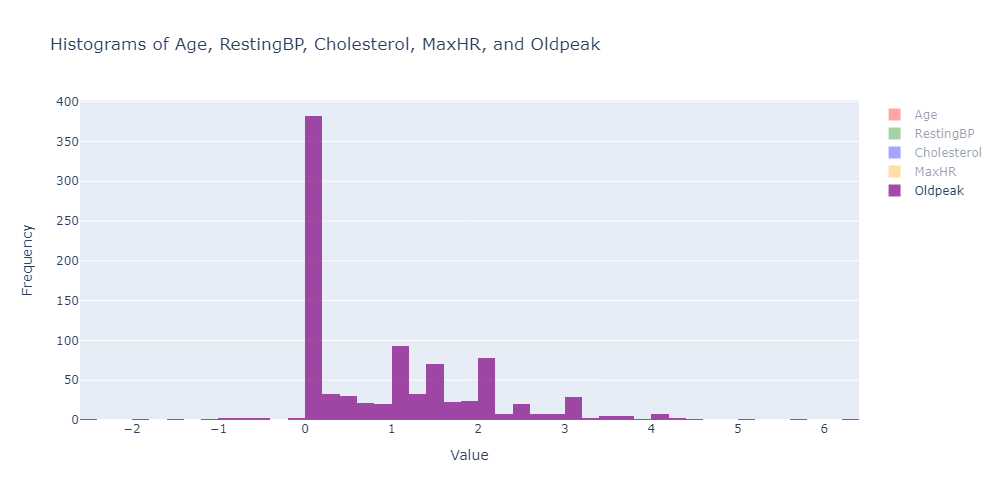 Histograms of Age, RestingBP, Cholesterol, MaxHR, and Oldpeak
400
350
300
250
200
150
100
50
0
Frequency
−2
−1
0
1
2
3
4
5
6
Value
Age
RestingBP
Cholesterol
MaxHR
Oldpeak